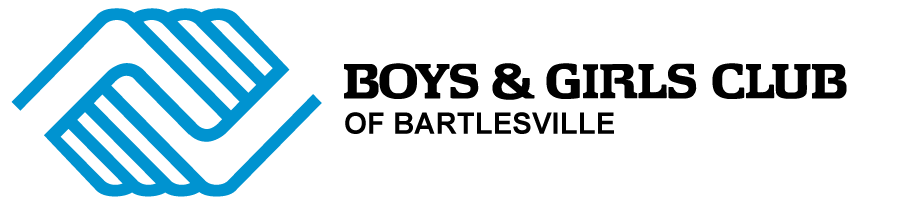 BOYS & GIRLS CLUB
OF BARTLESVILLE